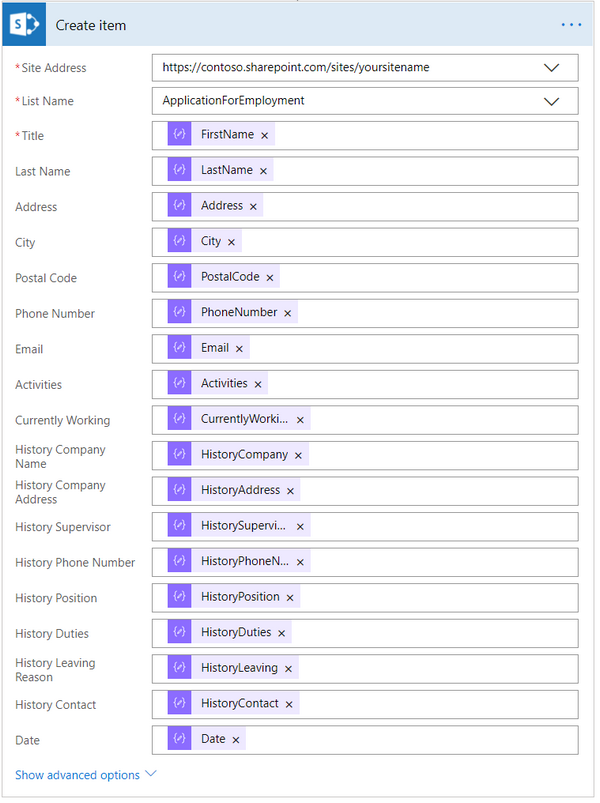 Create item
* Site Address https://contoso.sharepoint.com/sites/yoursitename
* List Name ApplicationForEmployment
* Title FirstName ×
Last Name LastName ×
Address Address ×
City City ×
Postal Code PostalCode ×
Phone Number PhoneNumber ×
Email Email ×
Activities Activities ×
Currently Working CurrentlyWorki... ×
History Company
Name HistoryCompany ×
History Company
Address HistoryAddress ×
History Supervisor HistorySupervi... ×
History Phone Number HistoryPhoneN... ×
History Position HistoryPosition ×
History Duties HistoryDuties ×
History Leaving
Reason HistoryLeaving ×
History Contact HistoryContact ×
Date Date ×
Show advanced options